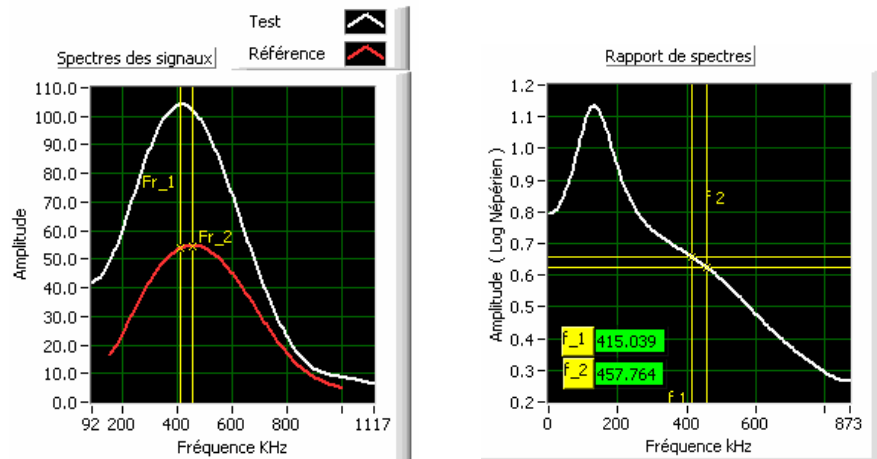 Test
Référence
Spectres des signaux
Amplitude
110.0
100.0
90.0
80.0
70.0
60.0
50.0
40.0
30.0
20.0
10.0
0.0
Fr_1
Fr_2
92 200 400 600 800 1117
Fréquence KHz
Rapport de spectres
Amplitude ( Log Népérien )
1.2
1.1
1.0
0.9
0.8
0.7
0.6
0.5
0.4
0.3
0.2
f_2
f_1 415.039
f_2 457.764
f_1
0 200 400 600 873
Fréquence kHz